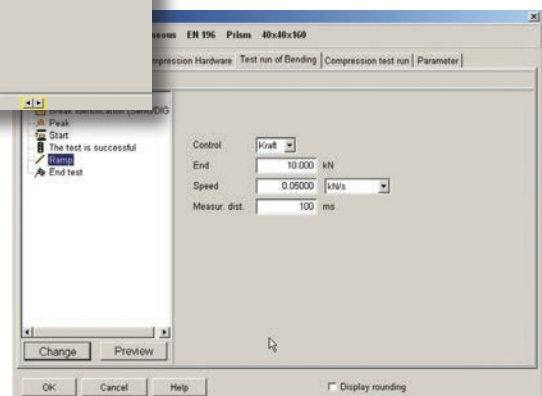 EN 196 Prism 40x40x160
Hardware Test run of Bending Compression test run Parameter
Peak
Start
The test is successful
Ramp
End test
Control Kraft
End 10.000 kN
Speed 0.05000 kN/s
Measur. dist. 100 ms
Change Preview
OK Cancel Help Display rounding